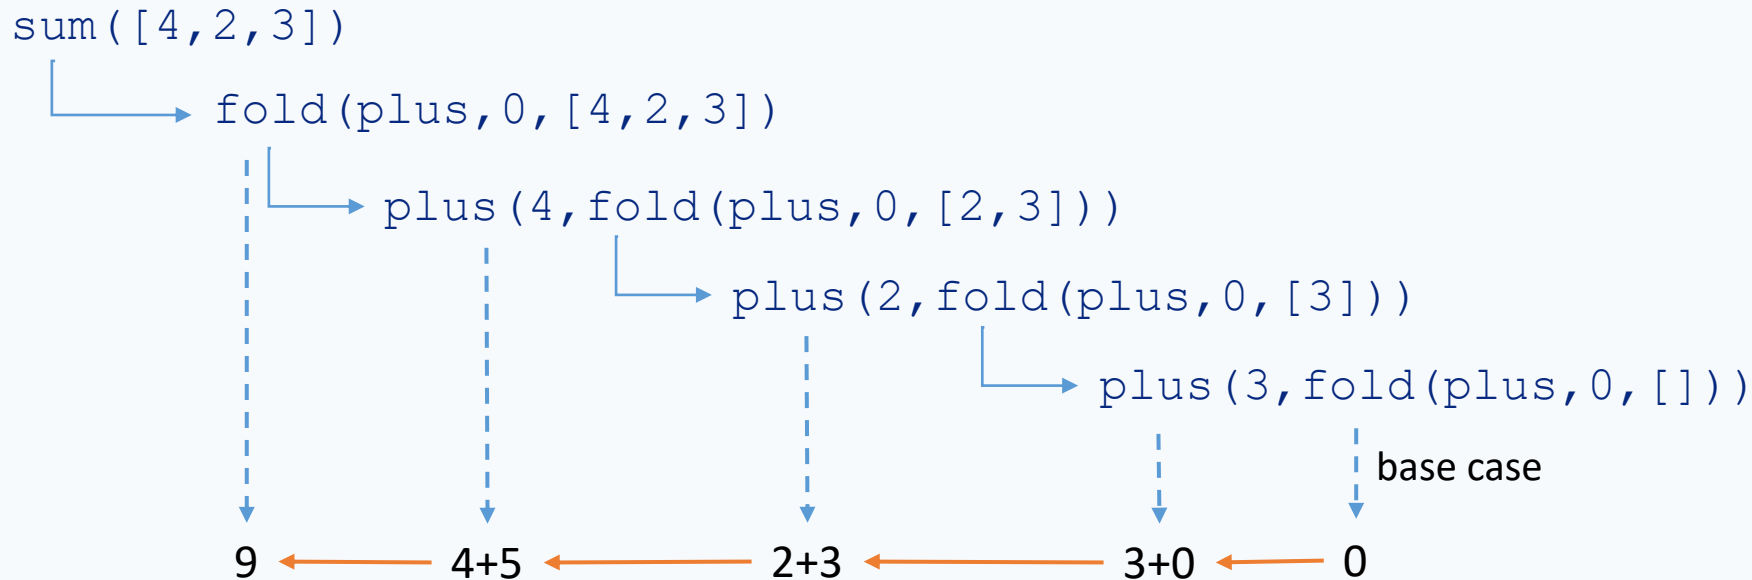 sum([4,2,3])
fold(plus,0,[4,2,3])
plus(4,fold(plus,0,[2,3]))
plus(2,fold(plus,0,[3]))
plus(3,fold(plus,0,[]))
base case
9 4+5 2+3 3+0 0